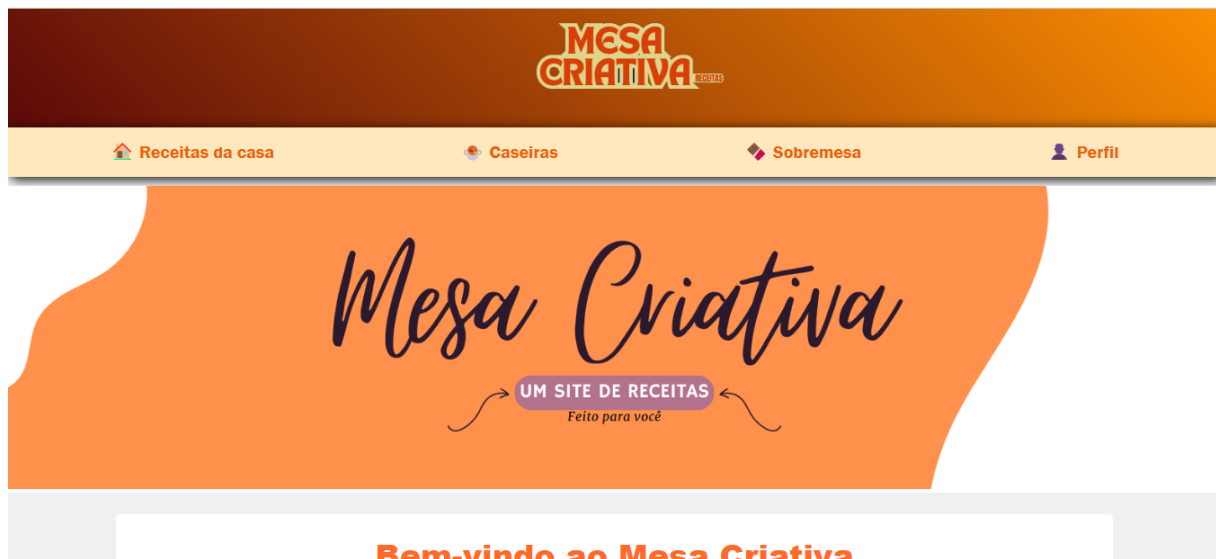 MESA
CRIATIVA RECEITAS
Receitas da casa Caseiras Sobremesa Perfil
Mesa Criativa
UM SITE DE RECEITAS
Feito para você
Bem-vindo ao Mesa Criativa